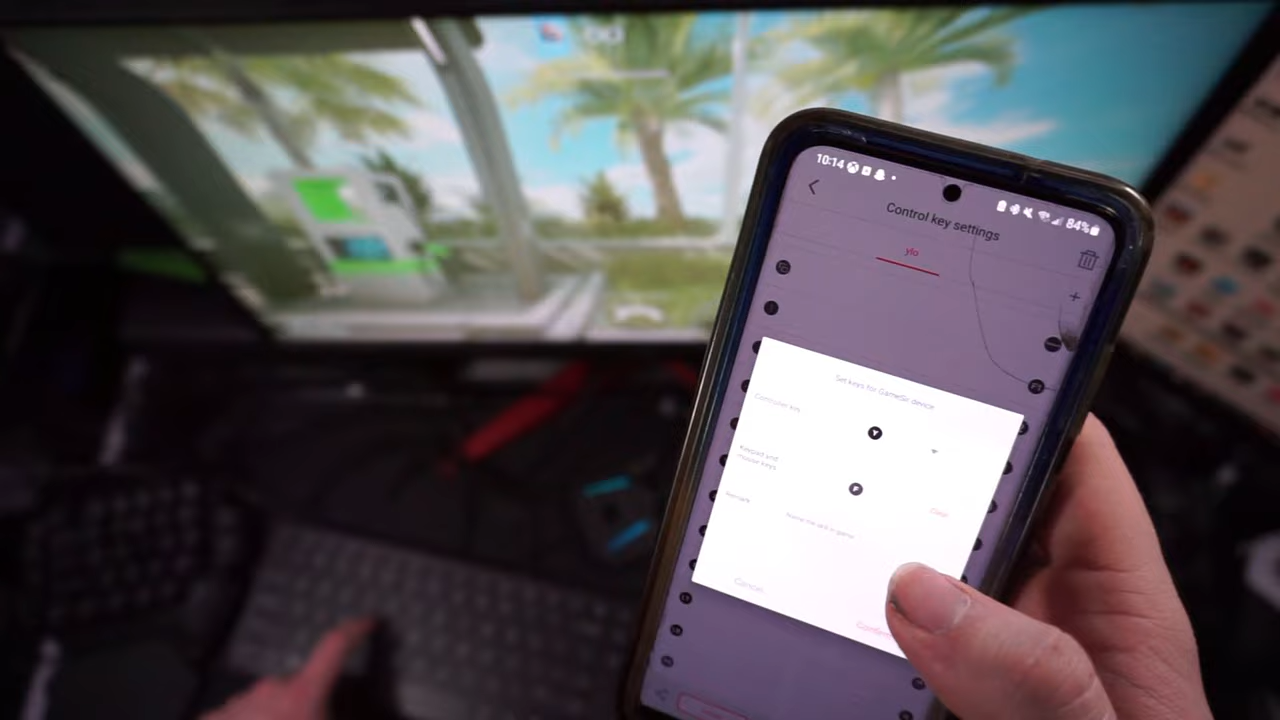 10:14
84%
Control key settings
ylo
Set keys for GameSir device
Controller key
Y
Keypad and
mouse keys
F
Clear
Remark
Name the skill in game
Cancel
Confirm